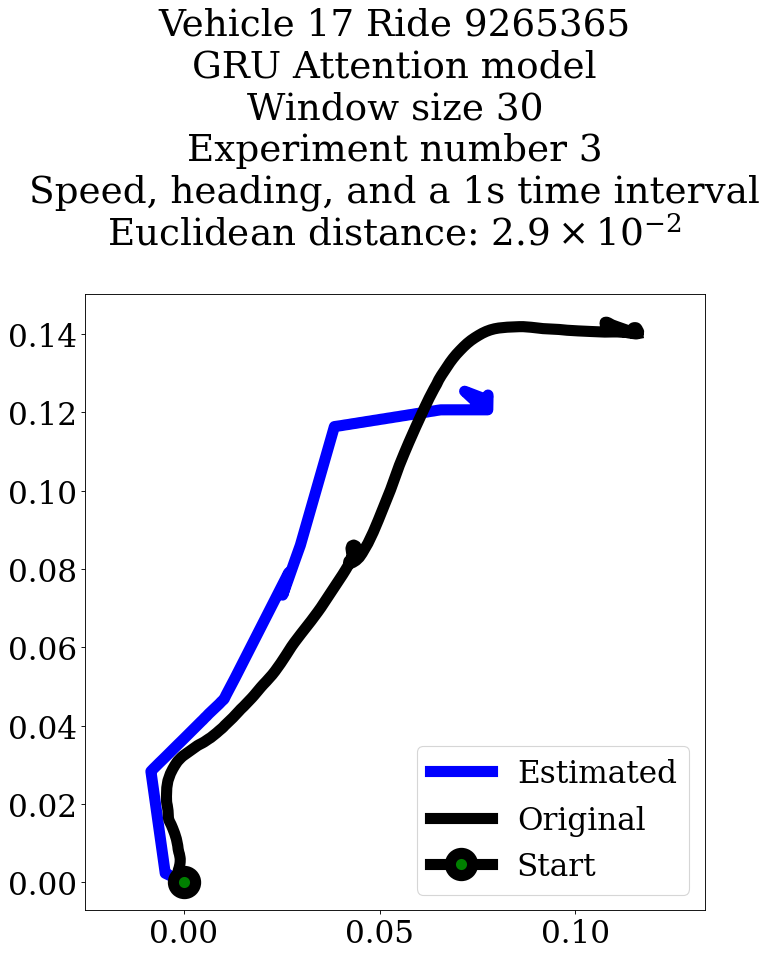 Vehicle 17 Ride 9265365
GRU Attention model
Window size 30
Experiment number 3
Speed, heading, and a 1s time interval
Euclidean distance: 2.9 × 10⁻²
0.14
0.12
0.10
0.08
0.06
0.04
0.02
0.00
Estimated
Original
Start
0.00 0.05 0.10